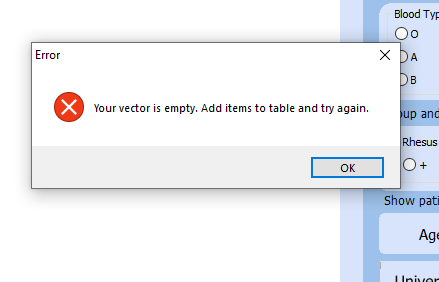 Blood Typ
O
Error
A
B
Your vector is empty. Add items to table and try again.
oup and
Rhesus
+
OK
Show pati
Age
Univer